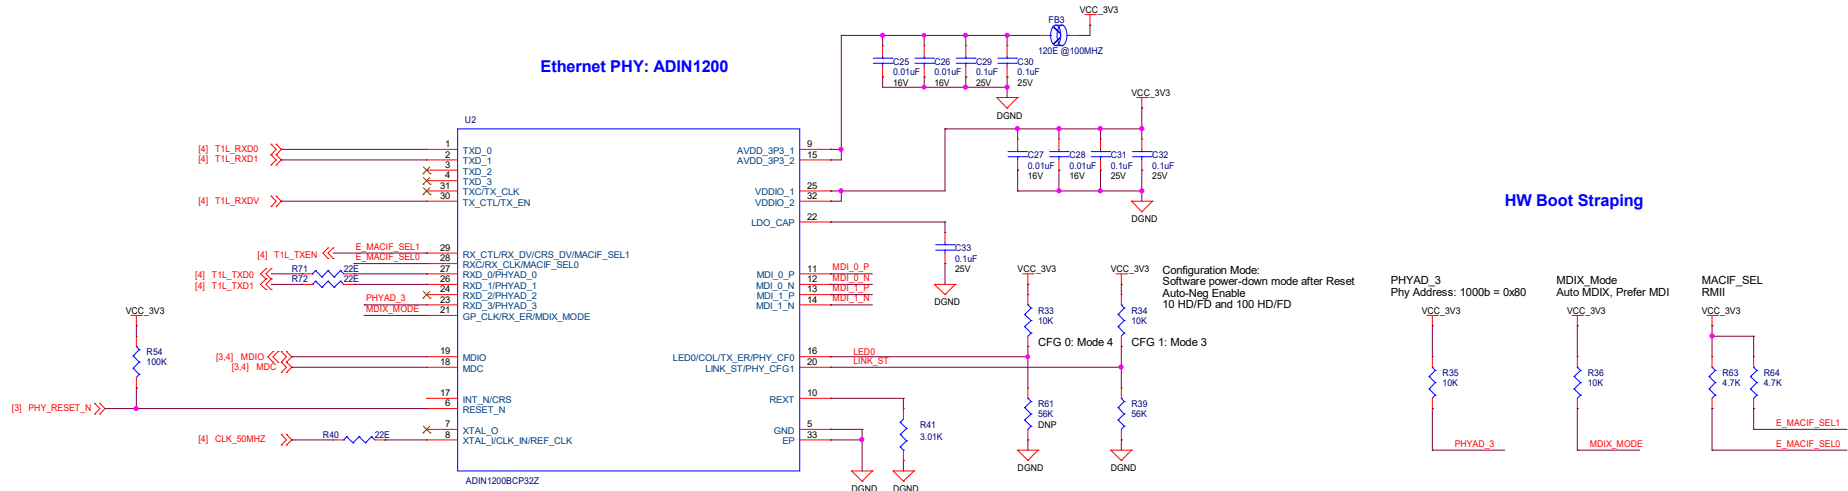 Ethernet PHY: ADIN1200
VCC_3V3
FB3
120E @100MHZ
C25
0.01uF
16V
C26
0.01uF
16V
C29
0.1uF
25V
C30
0.1uF
25V
DGND
VCC_3V3
C27
0.01uF
16V
C28
0.01uF
16V
C31
0.1uF
25V
C32
0.1uF
25V
DGND
U2
[4] T1L_RXD0
1
TXD_0
[4] T1L_RXD1
2
TXD_1
3
TXD_2
4
TXD_3
31
TXC/TX_CLK
[4] T1L_RXDV
30
TX_CTL/TX_EN
[4] T1L_TXEN
E_MACIF_SEL1
29
RX_CTL/RX_DV/CRS_DV/MACIF_SEL1
E_MACIF_SEL0
28
RXC/RX_CLK/MACIF_SEL0
[4] T1L_TXD0
R71
22E
27
RXD_0/PHYAD_0
[4] T1L_TXD1
R72
22E
26
RXD_1/PHYAD_1
24
RXD_2/PHYAD_2
PHYAD_3
23
RXD_3/PHYAD_3
MDIX_MODE
21
GP_CLK/RX_ER/MDIX_MODE
VCC_3V3
R54
100K
[3,4] MDIO
19
MDIO
[3,4] MDC
18
MDC
17
INT_N/CRS
[3] PHY_RESET_N
6
RESET_N
7
XTAL_O
[4] CLK_50MHZ
R40
22E
8
XTAL_I/CLK_IN/REF_CLK
ADIN1200BCP32Z
AVDD_3P3_1
9
AVDD_3P3_2
15
VDDIO_1
25
VDDIO_2
32
LDO_CAP
22
C33
0.1uF
25V
DGND
MDI_0_P
11
MDI_0_P
MDI_0_N
12
MDI_0_N
MDI_1_P
13
MDI_1_P
MDI_1_N
14
MDI_1_N
LED0/COL/TX_ER/PHY_CF0
16
LED0
LINK_ST/PHY_CFG1
20
LINK_ST
REXT
10
R41
3.01K
GND
5
EP
33
DGND
DGND
VCC_3V3
R33
10K
CFG 0: Mode 4
R61
56K
DNP
DGND
VCC_3V3
R34
10K
CFG 1: Mode 3
R39
56K
DGND
Configuration Mode:
Software power-down mode after Reset
Auto-Neg Enable
10 HD/FD and 100 HD/FD
HW Boot Straping
PHYAD_3
Phy Address: 1000b = 0x80
VCC_3V3
R35
10K
PHYAD_3
MDIX_Mode
Auto MDIX, Prefer MDI
VCC_3V3
R36
10K
MDIX_MODE
MACIF_SEL
RMII
VCC_3V3
R63
4.7K
R64
4.7K
E_MACIF_SEL1
E_MACIF_SEL0